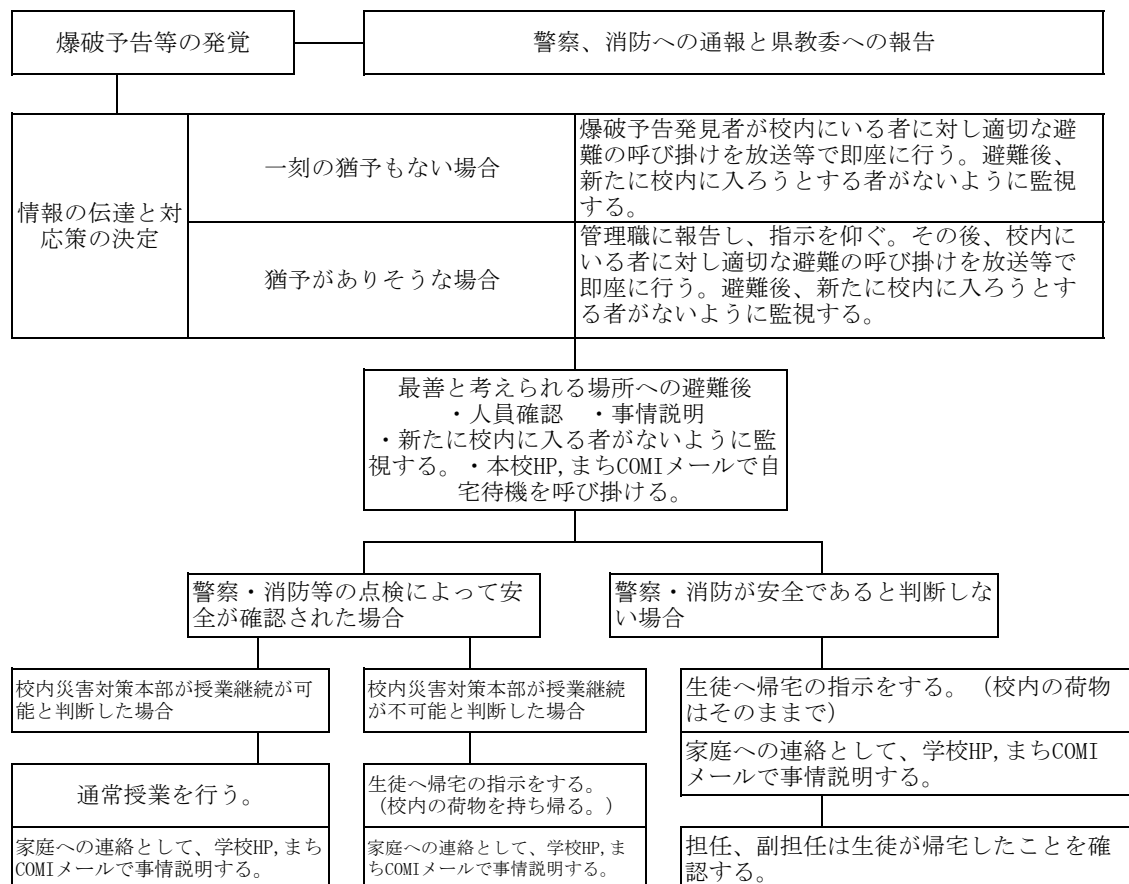 爆破予告等の発覚
警察、消防への通報と県教委への報告
情報の伝達と対
応策の決定
一刻の猶予もない場合
爆破予告発見者が校内にいる者に対し適切な避
難の呼び掛けを放送等で即座に行う。避難後、
新たに校内に入ろうとする者がないように監視
する。
猶予がありそうな場合
管理職に報告し、指示を仰ぐ。その後、校内に
いる者に対し適切な避難の呼び掛けを放送等で
即座に行う。避難後、新たに校内に入ろうとす
る者がないように監視する。
最善と考えられる場所への避難後
・人員確認　・事情説明
・新たに校内に入る者がないように監
視する。・本校HP,まちCOMIメールで自
宅待機を呼び掛ける。
警察・消防等の点検によって安
全が確認された場合
警察・消防が安全であると判断しな
い場合
校内災害対策本部が授業継続が可
能と判断した場合
校内災害対策本部が授業継続
が不可能と判断した場合
生徒へ帰宅の指示をする。（校内の荷物
はそのままで）
家庭への連絡として、学校HP,まちCOMI
メールで事情説明する。
通常授業を行う。
家庭への連絡として、学校HP,まち
COMIメールで事情説明する。
生徒へ帰宅の指示をする。
（校内の荷物を持ち帰る。）
家庭への連絡として、学校HP,ま
ちCOMIメールで事情説明する。
担任、副担任は生徒が帰宅したことを確
認する。